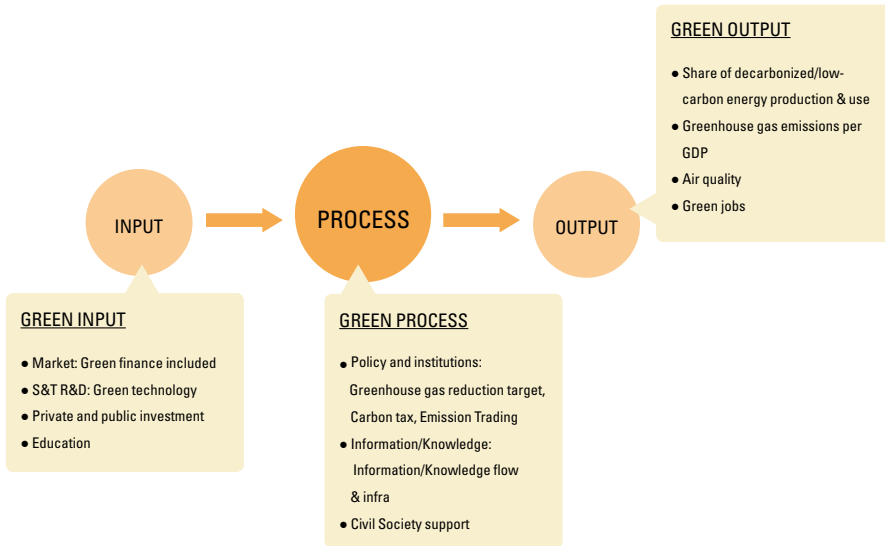 INPUT
PROCESS
OUTPUT
GREEN INPUT
● Market: Green finance included
● S&T R&D: Green technology
● Private and public investment
● Education
GREEN PROCESS
● Policy and institutions:
Greenhouse gas reduction target,
Carbon tax, Emission Trading
● Information/Knowledge:
Information/Knowledge flow
& infra
● Civil Society support
GREEN OUTPUT
● Share of decarbonized/low-
carbon energy production & use
● Greenhouse gas emissions per
GDP
● Air quality
● Green jobs